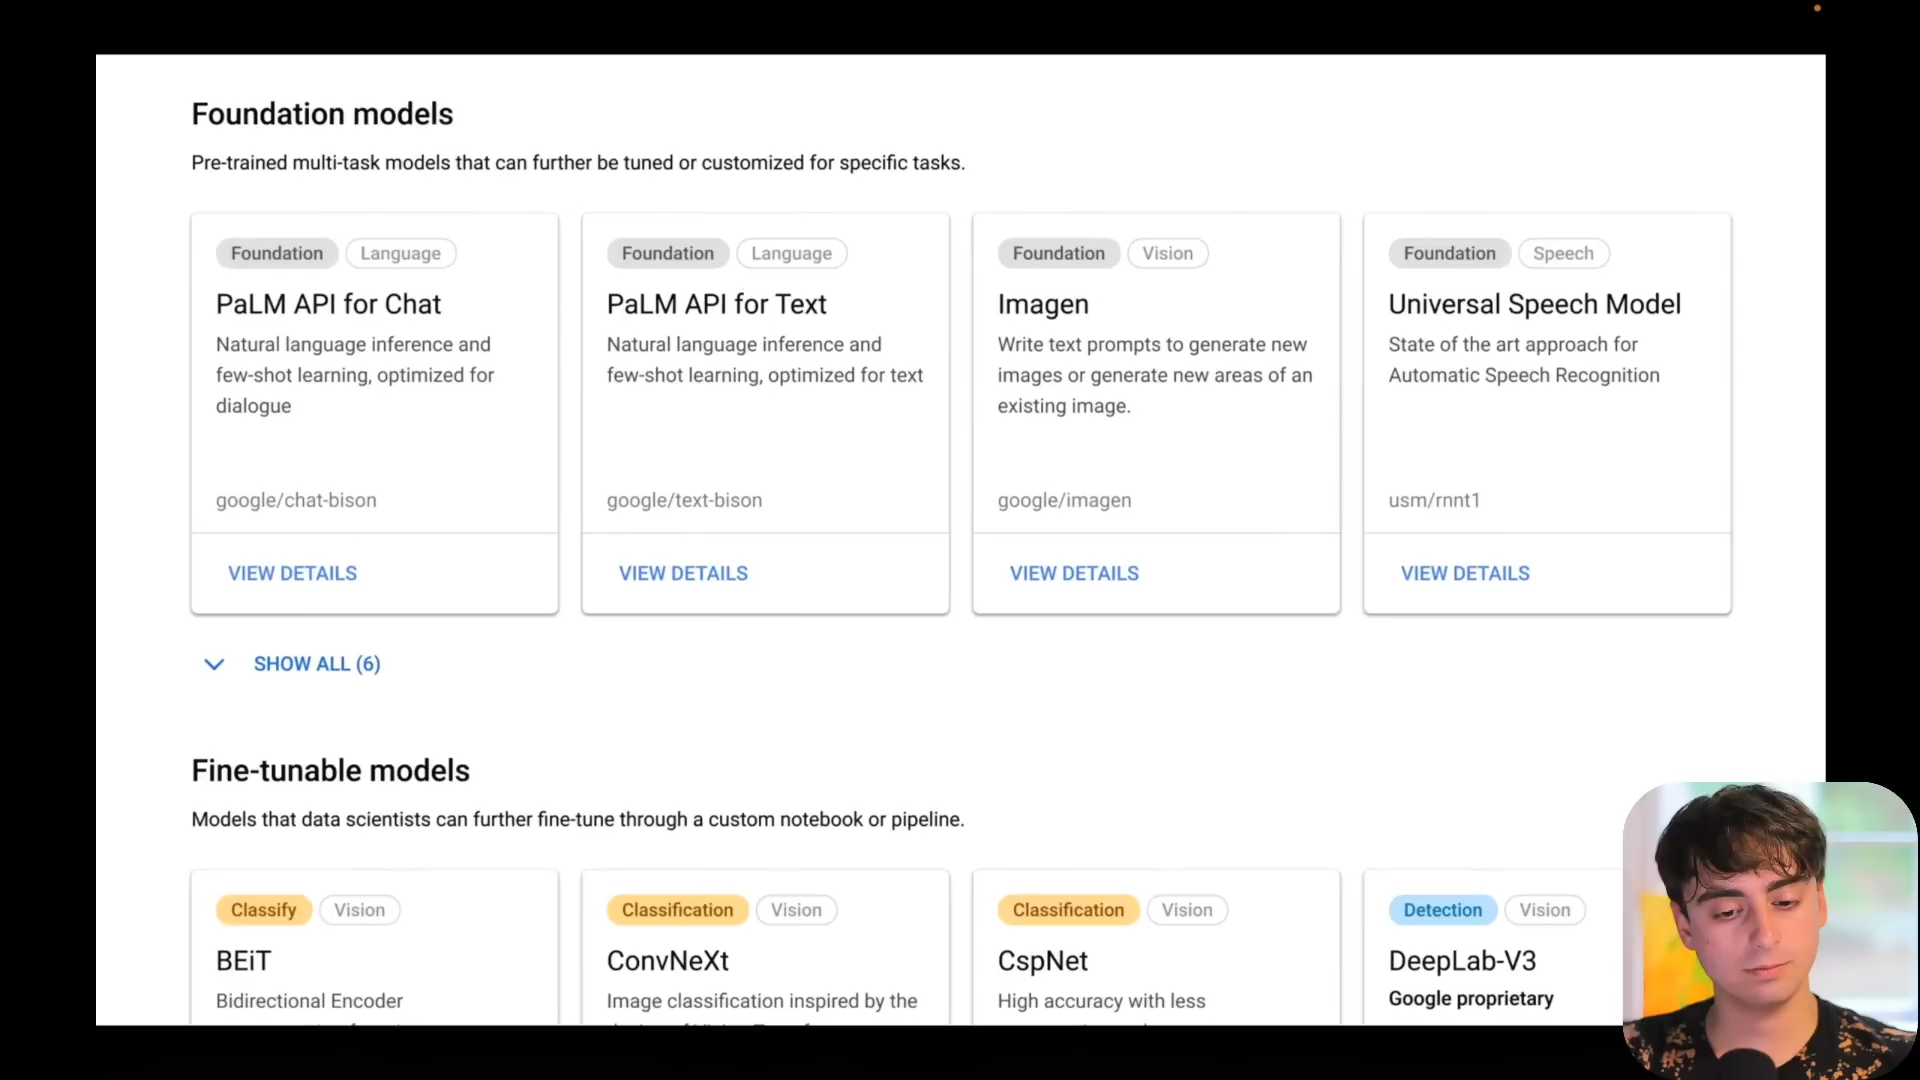 Foundation models
Pre-trained multi-task models that can further be tuned or customized for specific tasks.
Foundation Language
PaLM API for Chat
Natural language inference and
few-shot learning, optimized for
dialogue
google/chat-bison
VIEW DETAILS
Foundation Language
PaLM API for Text
Natural language inference and
few-shot learning, optimized for text
google/text-bison
VIEW DETAILS
Foundation Vision
Imagen
Write text prompts to generate new
images or generate new areas of an
existing image.
google/imagen
VIEW DETAILS
Foundation Speech
Universal Speech Model
State of the art approach for
Automatic Speech Recognition
usm/rnnt1
VIEW DETAILS
SHOW ALL (6)
Fine-tunable models
Models that data scientists can further fine-tune through a custom notebook or pipeline.
Classify Vision
BEiT
Bidirectional Encoder
Classification Vision
ConvNeXt
Image classification inspired by the
Classification Vision
CspNet
High accuracy with less
Detection Vision
DeepLab-V3
Google proprietary